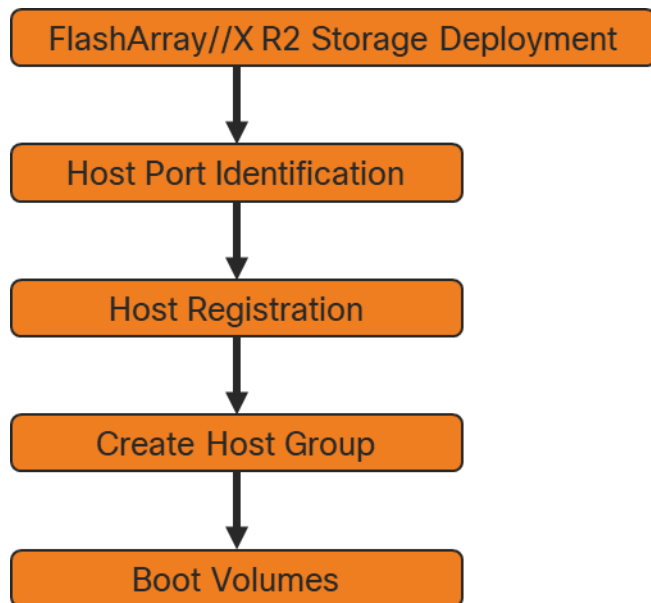 FlashArray//X R2 Storage Deployment
Host Port Identification
Host Registration
Create Host Group
Boot Volumes